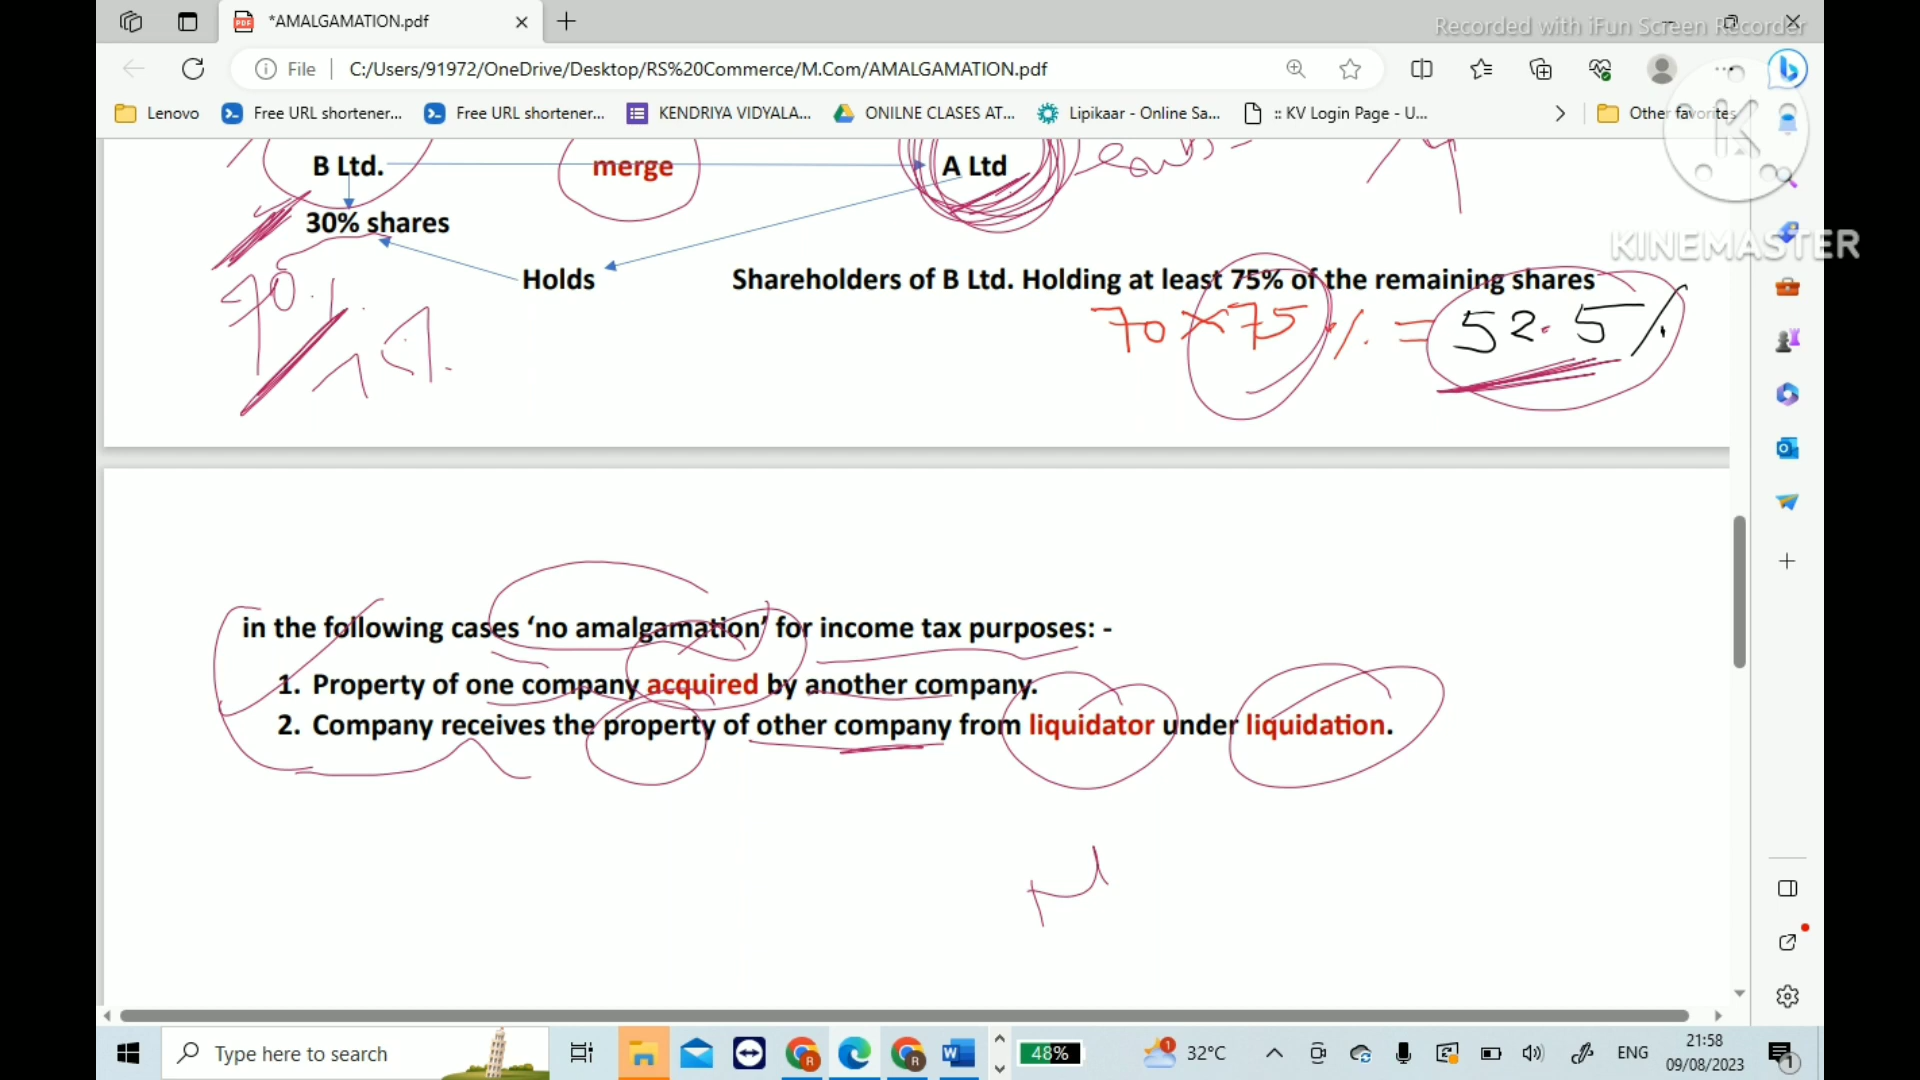 *AMALGAMATION.pdf
Recorded with iFun Screen Recorder
File | C:/Users/91972/OneDrive/Desktop/RS%20Commerce/M.Com/AMALGAMATION.pdf
Lenovo Free URL shortener... Free URL shortener... KENDRIYA VIDYALA... ONILNE CLASES AT... Lipikaar - Online Sa... :: KV Login Page - U... Other favorites
KINEMASTER
B Ltd. merge A Ltd
30% shares
Holds Shareholders of B Ltd. Holding at least 75% of the remaining shares
70%
70 × 75 % = 52.5%
in the following cases ‘no amalgamation’ for income tax purposes: -
1. Property of one company acquired by another company.
2. Company receives the property of other company from liquidator under liquidation.
Type here to search
48% 32°C ENG 21:58
09/08/2023
1